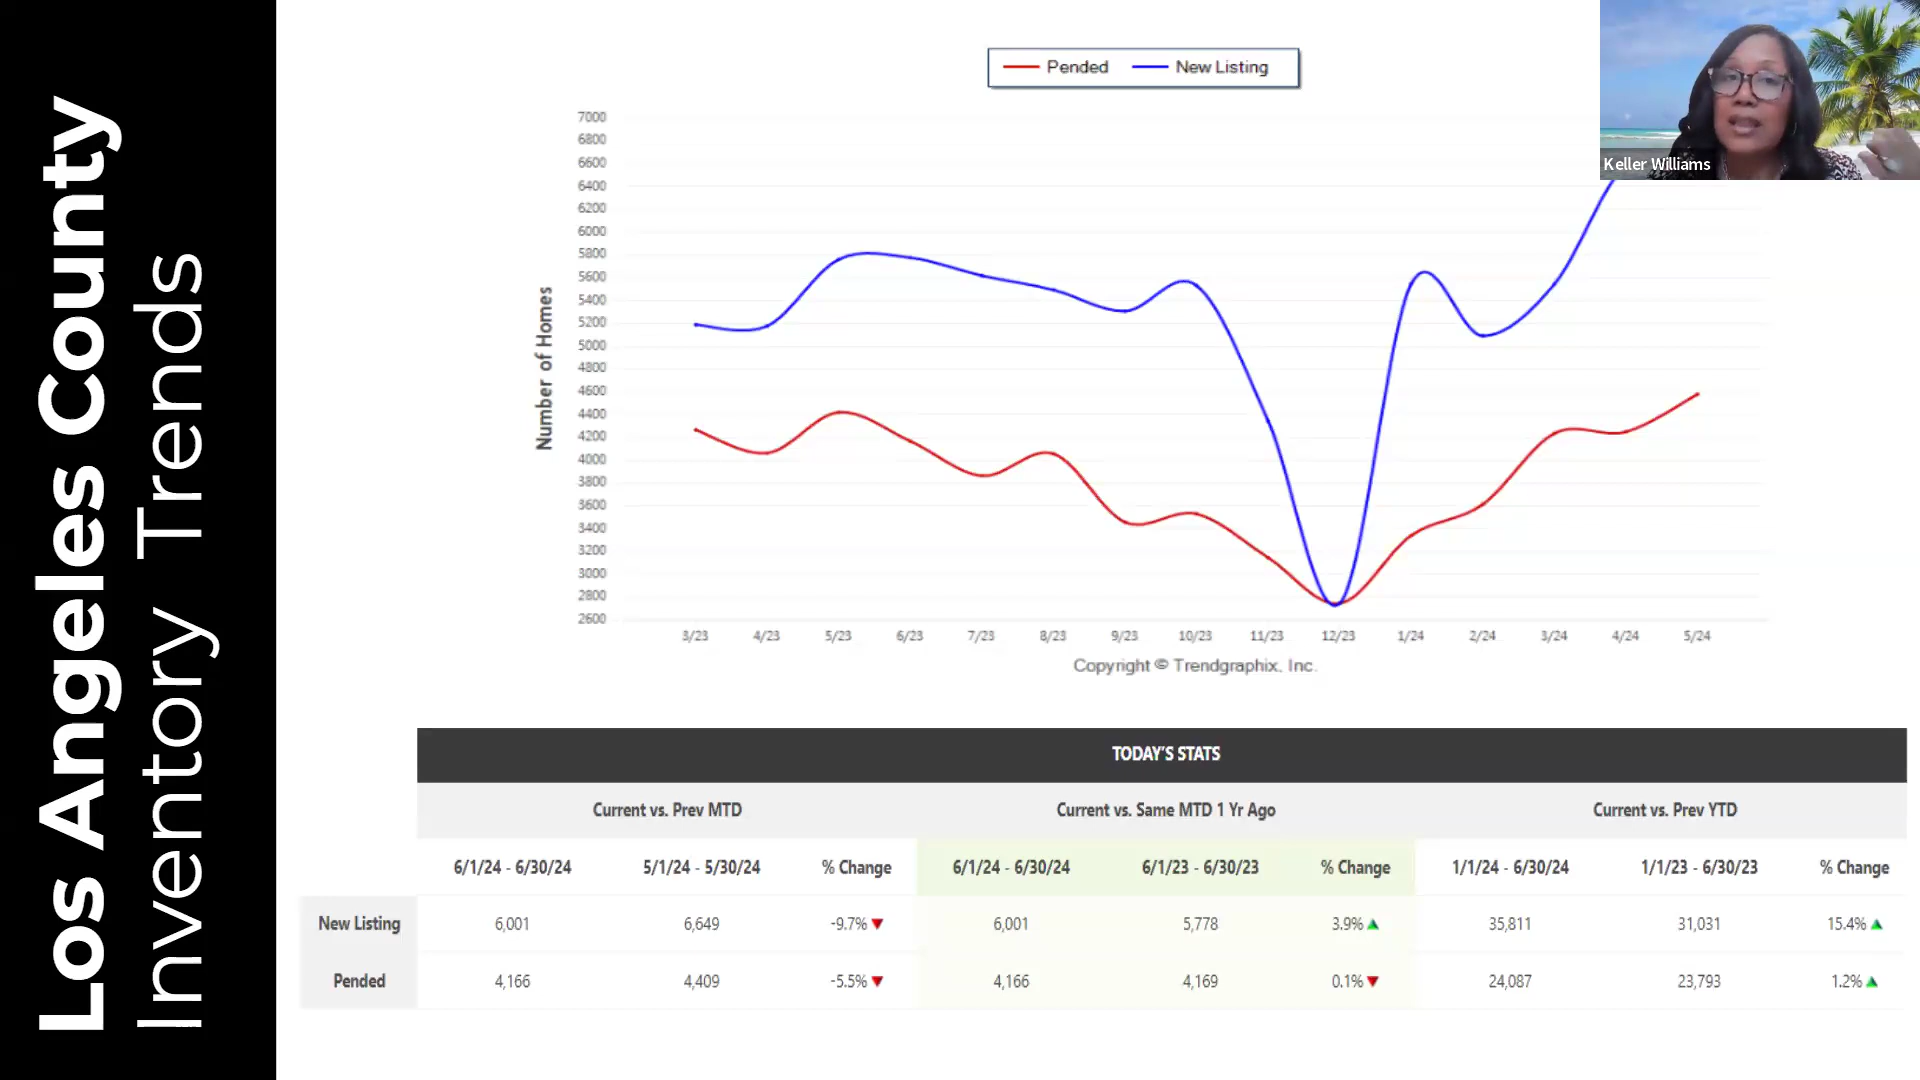 Los Angeles County
Inventory Trends
Pended New Listing
Keller Williams
Number of Homes
7000
6800
6600
6400
6200
6000
5800
5600
5400
5200
5000
4800
4600
4400
4200
4000
3800
3600
3400
3200
3000
2800
2600
3/23 4/23 5/23 6/23 7/23 8/23 9/23 10/23 11/23 12/23 1/24 2/24 3/24 4/24 5/24
Copyright © Trendgraphix, Inc.
TODAY'S STATS
Current vs. Prev MTD Current vs. Same MTD 1 Yr Ago Current vs. Prev YTD
6/1/24 - 6/30/24 5/1/24 - 5/30/24 % Change 6/1/24 - 6/30/24 6/1/23 - 6/30/23 % Change 1/1/24 - 6/30/24 1/1/23 - 6/30/23 % Change
New Listing 6,001 6,649 -9.7% ▼ 6,001 5,778 3.9% ▲ 35,811 31,031 15.4% ▲
Pended 4,166 4,409 -5.5% ▼ 4,166 4,169 0.1% ▼ 24,087 23,793 1.2% ▲